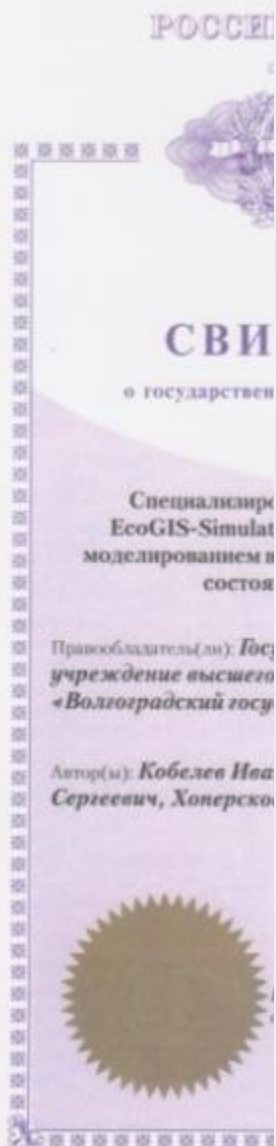 РОССИ
СВИ
о государствен
Специализиро
EcoGIS-Simulat
моделированием в
состоя
Правообладатель(ли): Госу
учреждение высшего
«Волгоградский госу
Автор(ы): Кобелев Ива
Сергеевич, Хоперско